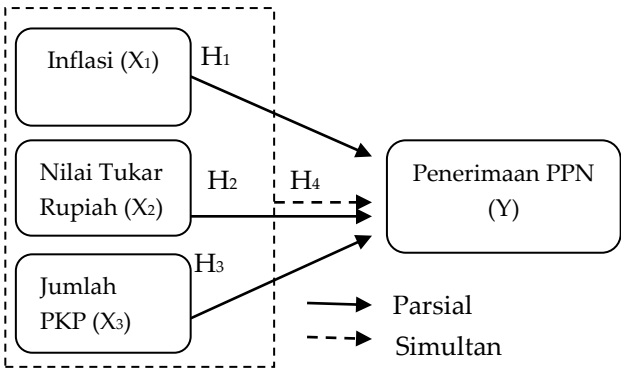 Inflasi (X1)
H1
Nilai Tukar
Rupiah (X2)
H2
H4
Penerimaan PPN
(Y)
H3
Jumlah
PKP (X3)
Parsial
Simultan